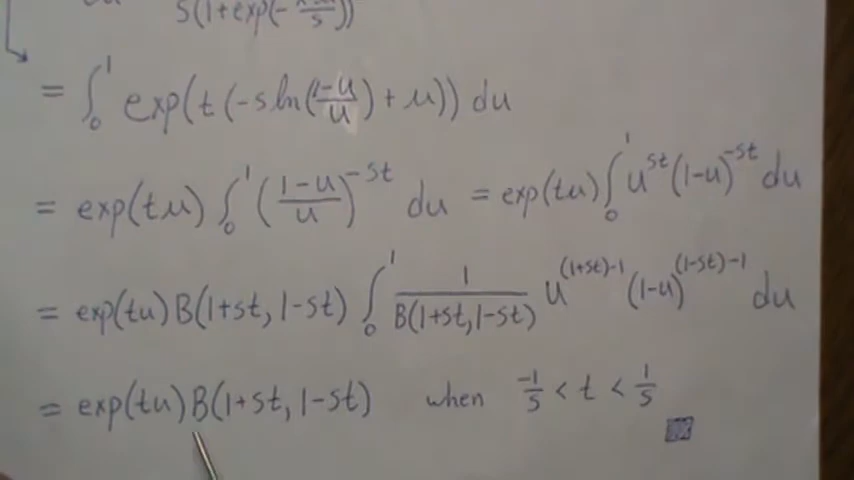 S(1+exp(-
= ∫₀¹ exp(t(-s ln((1-u)/u) + μ)) du
= exp(tμ) ∫₀¹ ((1-u)/u)^(-st) du = exp(tμ) ∫₀¹ u^(st) (1-u)^(-st) du
= exp(tμ) B(1+st, 1-st) ∫₀¹ 1/B(1+st, 1-st) u^((1+st)-1) (1-u)^((1-st)-1) du
= exp(tμ) B(1+st, 1-st) when -1/s < t < 1/s